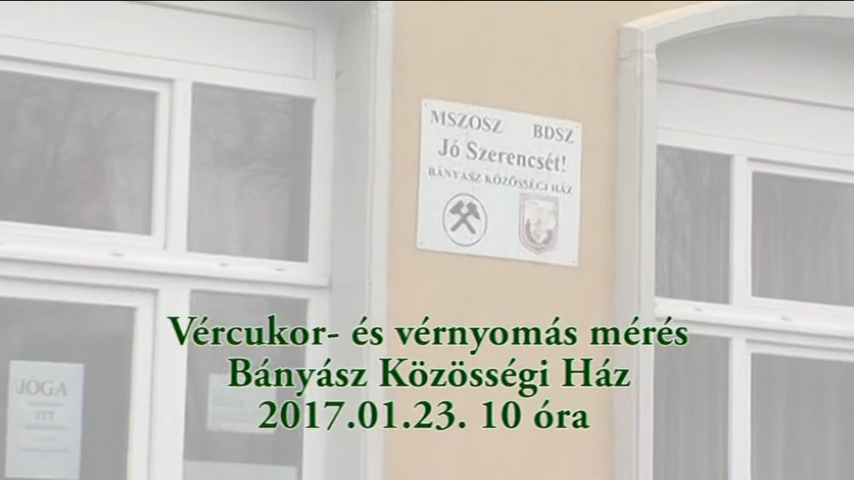 MSZOSZ BDSZ
Jó Szerencsét!
BÁNYÁSZ KÖZÖSSÉGI HÁZ
Vércukor- és vérnyomás mérés
Bányász Közösségi Ház
2017.01.23. 10 óra
JÓGA
ITT